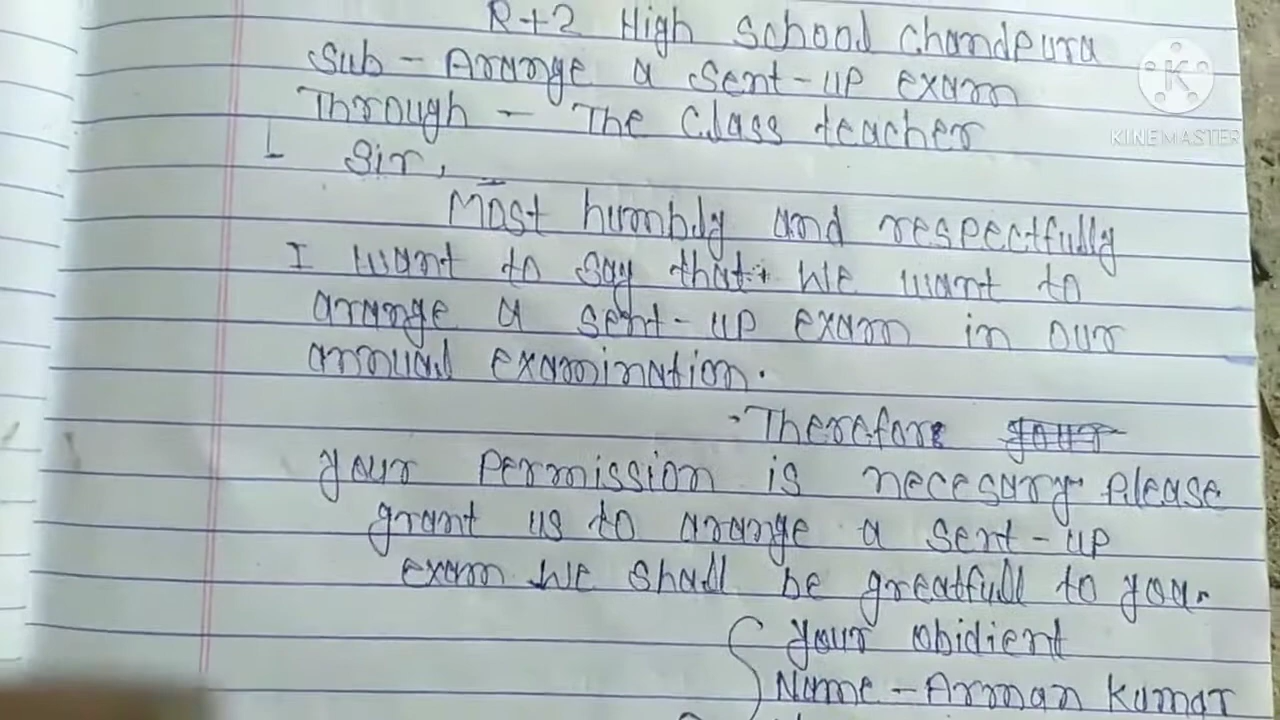 R+2 High school chandpura
Sub - Arrange a sent-up exam
Through - The Class teacher
Sir,
Most humbly and respectfully
I want to say that we want to
arrange a sent-up exam in our
annual examination.
Therefore your
your permission is necesary please
grant us to arrange a sent-up
exam we shall be greatfull to you.
your obidient
Name - Arman Kumar
KINEMASTER